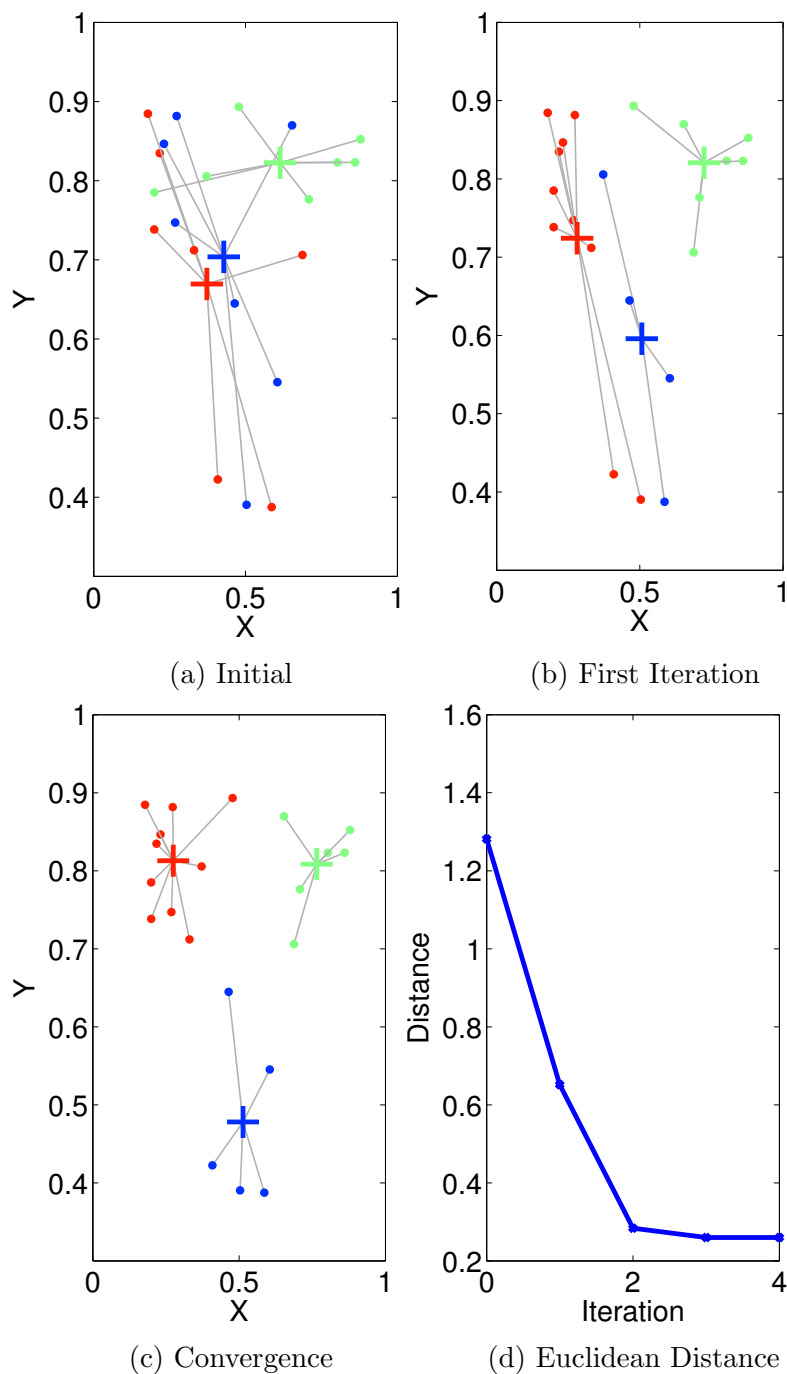 1
0.9
0.8
0.7
0.6
0.5
0.4
Y
0 0.5 1
X
(a) Initial
1
0.9
0.8
0.7
0.6
0.5
0.4
Y
0 0.5 1
X
(b) First Iteration
1
0.9
0.8
0.7
0.6
0.5
0.4
Y
0 0.5 1
X
(c) Convergence
1.6
1.4
1.2
1
0.8
0.6
0.4
0.2
Distance
0 2 4
Iteration
(d) Euclidean Distance